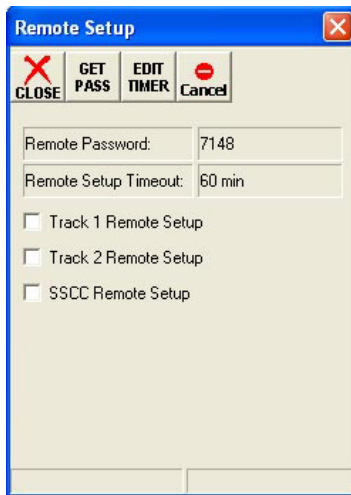 Remote Setup
CLOSE
GET PASS
EDIT TIMER
Cancel
Remote Password: 7148
Remote Setup Timeout: 60 min
Track 1 Remote Setup
Track 2 Remote Setup
SSCC Remote Setup